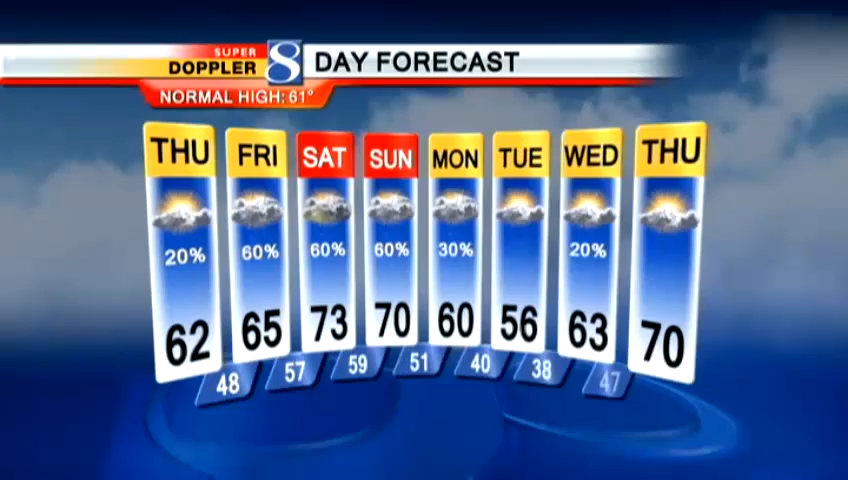 SUPER
DOPPLER 8 DAY FORECAST
NORMAL HIGH: 61°
THU FRI SAT SUN MON TUE WED THU
20% 60% 60% 60% 30% 20%
62 65 73 70 60 56 63 70
48 57 59 51 40 38 47